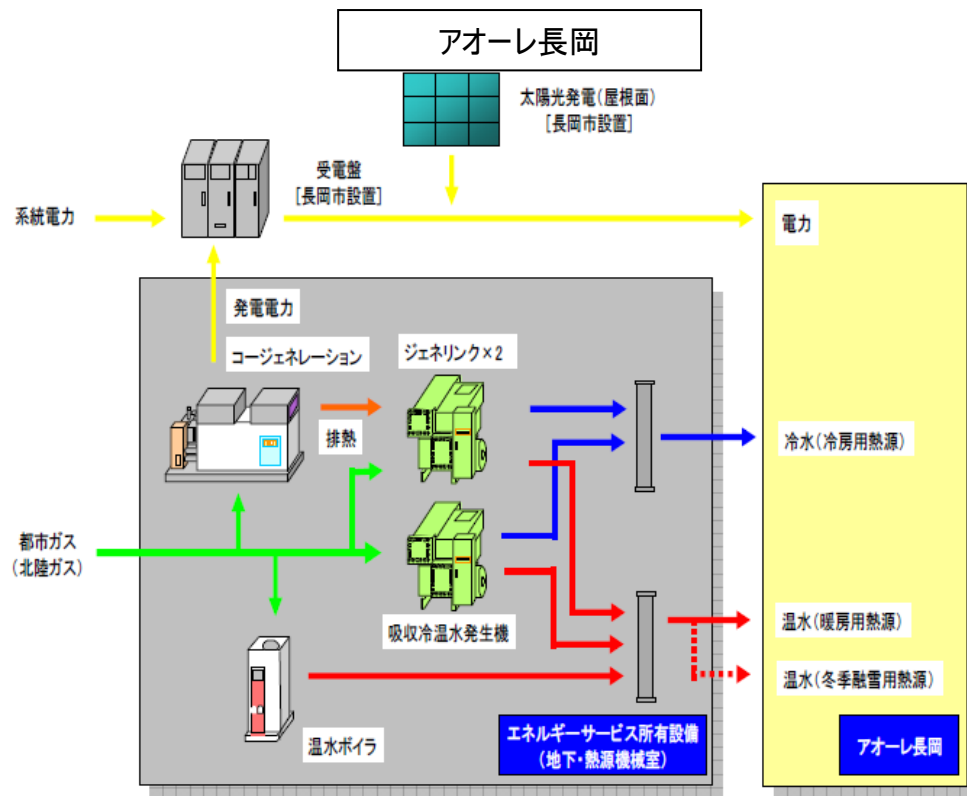 アオーレ長岡
太陽光発電(屋根面)
[長岡市設置]
受電盤
[長岡市設置]
系統電力
電力
発電電力
コージェネレーション
ジェネリンク×2
排熱
冷水(冷房用熱源)
都市ガス
(北陸ガス)
吸収冷温水発生機
温水(暖房用熱源)
温水(冬季融雪用熱源)
温水ボイラ
エネルギーサービス所有設備
(地下・熱源機械室)
アオーレ長岡